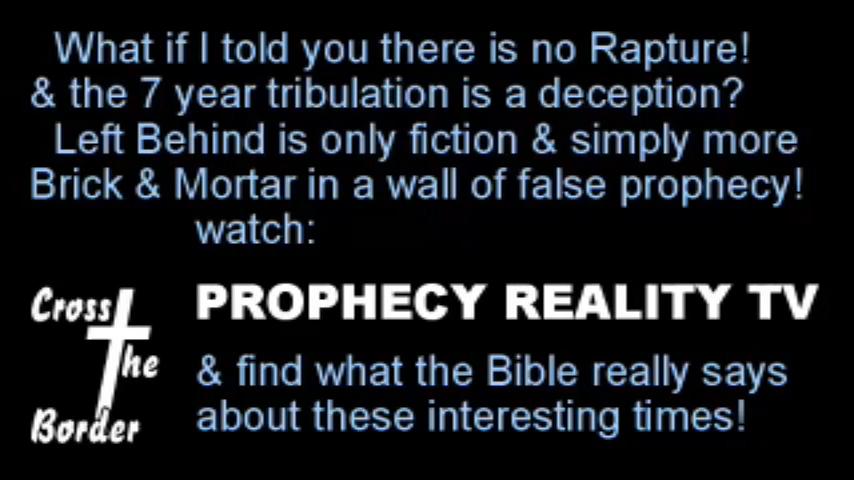 What if I told you there is no Rapture!
& the 7 year tribulation is a deception?
Left Behind is only fiction & simply more
Brick & Mortar in a wall of false prophecy!
watch:
PROPHECY REALITY TV
Cross
The
Border
& find what the Bible really says
about these interesting times!